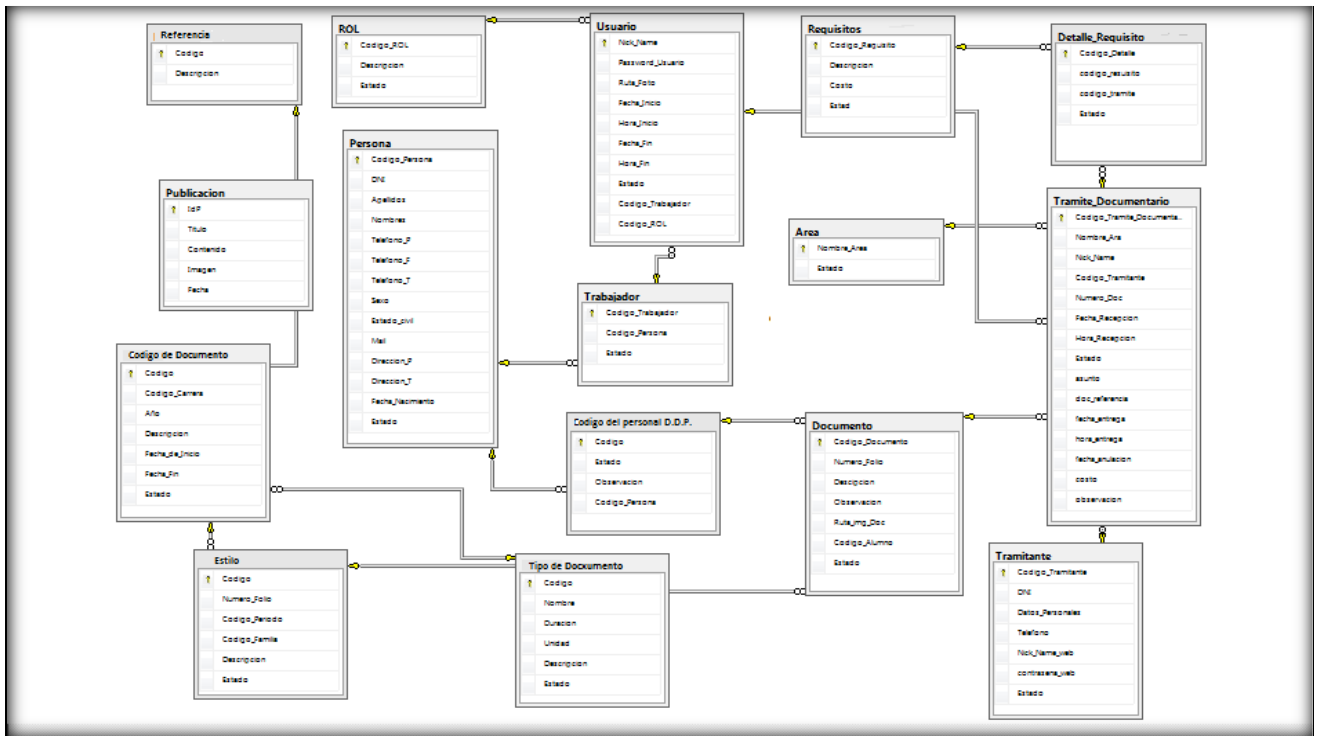 Referencia
Codigo
Descripcion
ROL
Codigo_ROL
Descripcion
Estado
Usuario
Nick_Name
Password_Usuario
Ruta_Foto
Fecha_Inicio
Hora_Inicio
Fecha_Fin
Hora_Fin
Estado
Codigo_Trabajador
Codigo_ROL
Requisitos
Codigo_Requisito
Descripcion
Costo
Estad
Detalle_Requisito
Codigo_Detalle
codigo_resuisito
codigo_tramite
Estado
Persona
Codigo_Persona
DNI
Apelidos
Nombres
Telefono_P
Telefono_F
Telefono_T
Sexo
Estado_civil
Mail
Direccion_P
Direccion_T
Fecha_Nacimiento
Estado
Publicacion
IdP
Titulo
Contenido
Imagen
Fecha
Area
Nombre_Area
Estado
Tramite_Documentario
Codigo_Tramite_Documenta..
Nombre_Ara
Nick_Name
Codigo_Tramitante
Numero_Doc
Fecha_Recepcion
Hora_Recepcion
Estado
asunto
doc_referencia
fecha_entrega
hora_entrega
fecha_anulacion
costo
observacion
Trabajador
Codigo_Trabajador
Codigo_Persona
Estado
Codigo de Documento
Codigo
Codigo_Carrera
Año
Descripcion
Fecha_de_Inicio
Fecha_Fin
Estado
Codigo del personal D.D.P.
Codigo
Estado
Observacion
Codigo_Persona
Documento
Codigo_Documento
Numero_Folio
Descipcion
Observacion
Ruta_mg_Doc
Codigo_Alumno
Estado
Estilo
Codigo
Numero_Folio
Codigo_Periodo
Codigo_Familia
Descripcion
Estado
Tipo de Docxumento
Codigo
Nombre
Duracion
Unidad
Descripcion
Estado
Tramitante
Codigo_Tramitante
DNI
Datos_Personales
Telefono
Nick_Name_web
contrasena_web
Estado